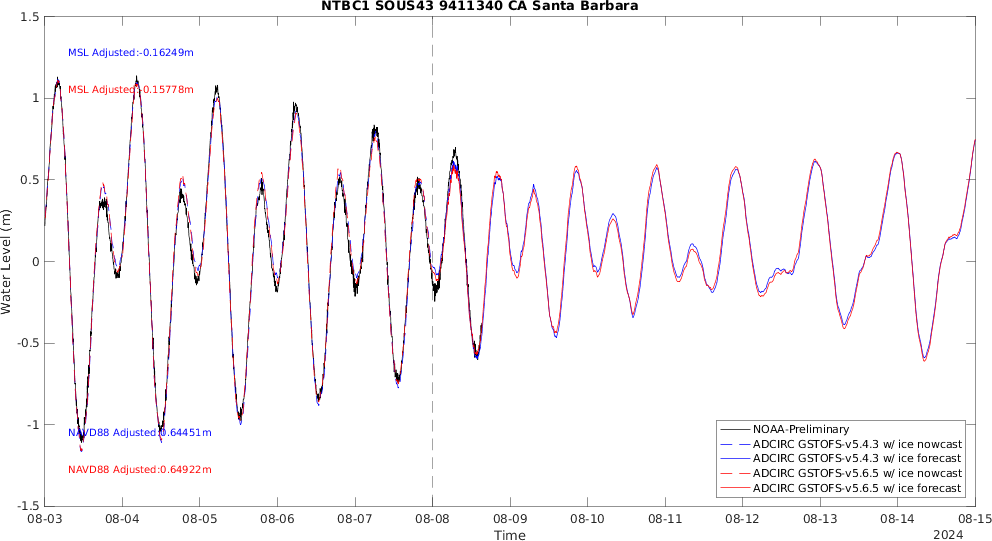 NTBC1 SOUS43 9411340 CA Santa Barbara
1.5
1
0.5
0
-0.5
-1
-1.5
Water Level (m)
MSL Adjusted:-0.16249m
MSL Adjusted:-0.15778m
NAVD88 Adjusted:0.64451m
NAVD88 Adjusted:0.64922m
NOAA-Preliminary
ADCIRC GSTOFS-v5.4.3 w/ ice nowcast
ADCIRC GSTOFS-v5.4.3 w/ ice forecast
ADCIRC GSTOFS-v5.6.5 w/ ice nowcast
ADCIRC GSTOFS-v5.6.5 w/ ice forecast
08-03 08-04 08-05 08-06 08-07 08-08 08-09 08-10 08-11 08-12 08-13 08-14 08-15
Time
2024